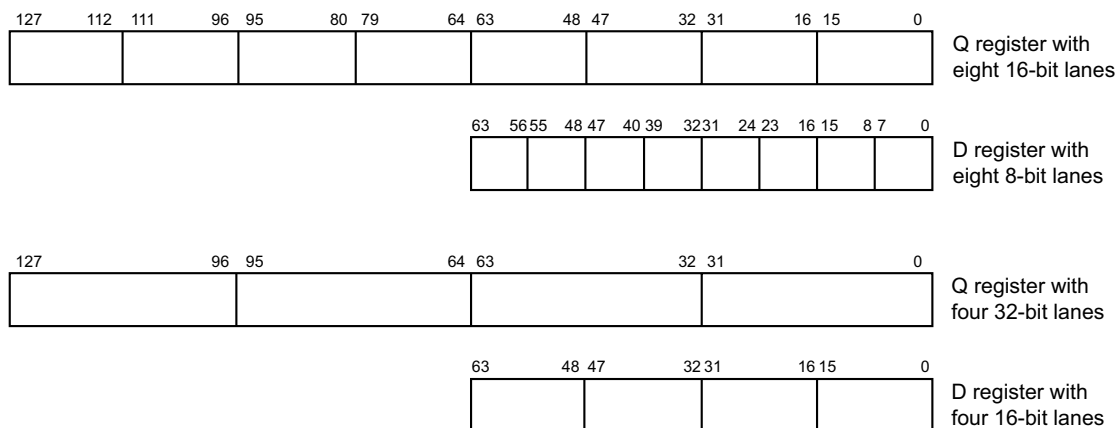 127 112 111 96 95 80 79 64 63 48 47 32 31 16 15 0
Q register with
eight 16-bit lanes
63 56 55 48 47 40 39 32 31 24 23 16 15 8 7 0
D register with
eight 8-bit lanes
127 96 95 64 63 32 31 0
Q register with
four 32-bit lanes
63 48 47 32 31 16 15 0
D register with
four 16-bit lanes